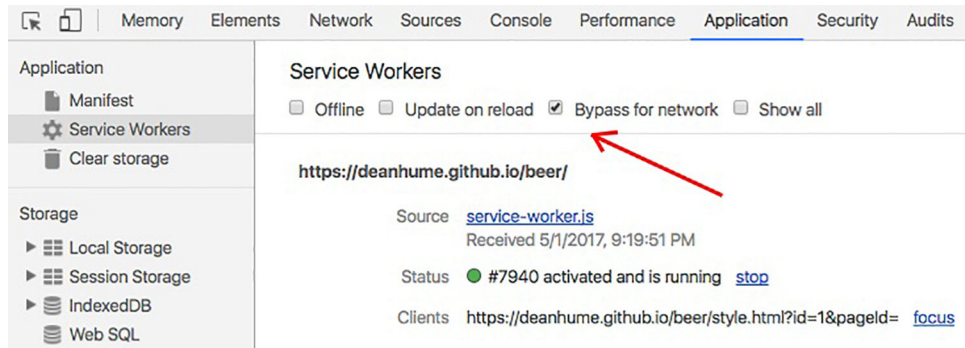 Memory Elements Network Sources Console Performance Application Security Audits
Application
Manifest
Service Workers
Clear storage
Storage
Local Storage
Session Storage
IndexedDB
Web SQL
Service Workers
Offline Update on reload Bypass for network Show all
https://deanhume.github.io/beer/
Source service-worker.js
Received 5/1/2017, 9:19:51 PM
Status #7940 activated and is running stop
Clients https://deanhume.github.io/beer/style.html?id=1&pageId= focus